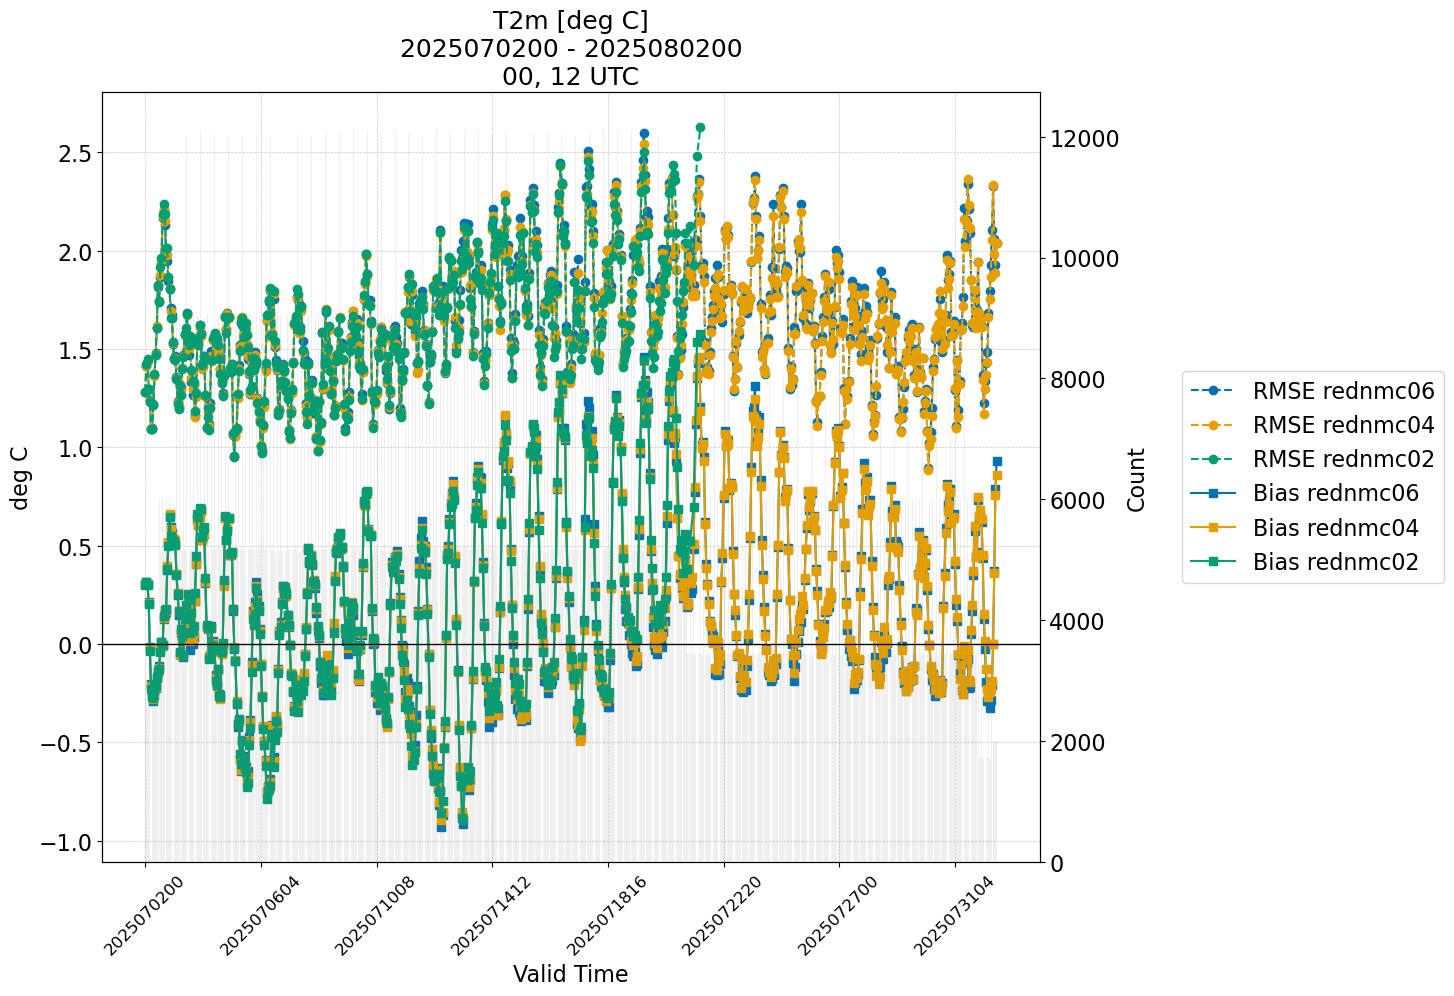 T2m [deg C]
2025070200 - 2025080200
00, 12 UTC
deg C
2.5
2.0
1.5
1.0
0.5
0.0
−0.5
−1.0
12000
10000
8000
6000
4000
2000
0
Count
2025070200
2025070604
2025071008
2025071412
2025071816
2025072220
2025072700
2025073104
Valid Time
RMSE rednmc06
RMSE rednmc04
RMSE rednmc02
Bias rednmc06
Bias rednmc04
Bias rednmc02